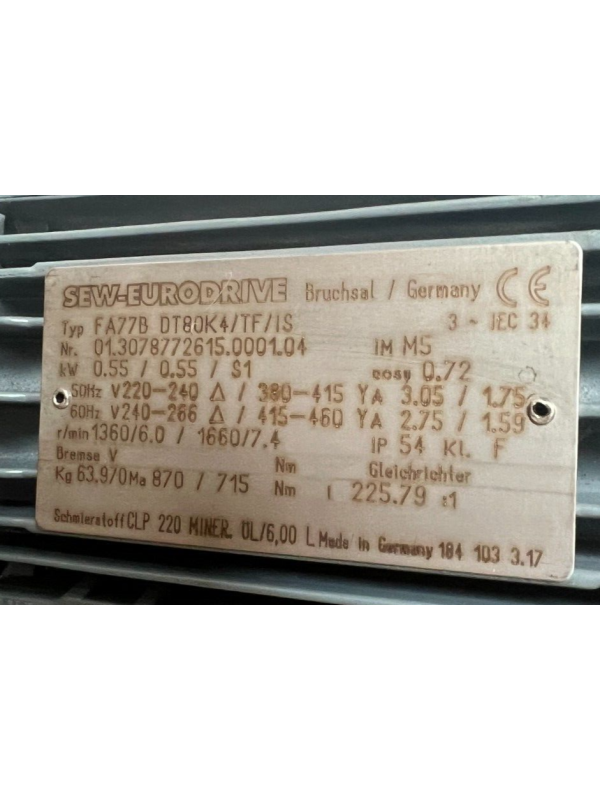 SEW-EURODRIVE Bruchsal / Germany CE
Typ FA77B DT80K4/TF/IS 3 ~ IEC 34
Nr. 01.3078772615.0001.04 IM M5
kW 0.55 / 0.55 / S1 cosφ 0.72
50Hz V220-240 Δ / 380-415 Y A 3.05 / 1.75
60Hz V240-266 Δ / 415-460 Y A 2.75 / 1.59
r/min 1360/6.0 / 1660/7.4 IP 54 Kl. F
Bremse V Nm Gleichrichter
Kg 63.9/0 Ma 870 / 715 Nm i 225.79 :1
Schmierstoff CLP 220 MINER. ÖL/6,00 L Made in Germany 184 103 3.17